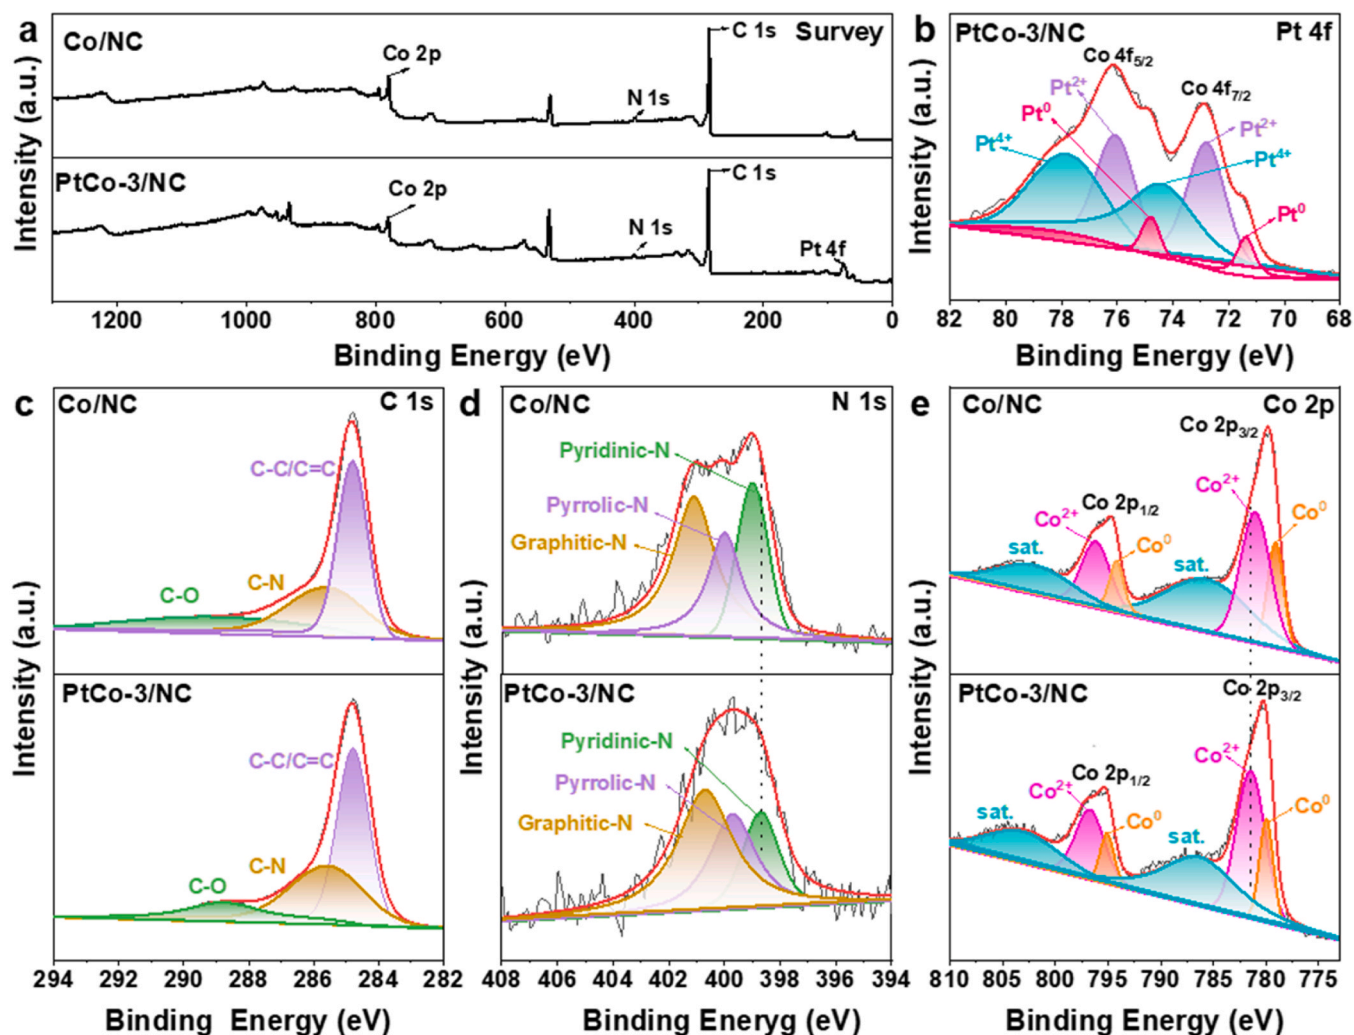 a
Co/NC
Survey
Co 2p
N 1s
C 1s
PtCo-3/NC
Co 2p
N 1s
C 1s
Pt 4f
1200 1000 800 600 400 200 0
Binding Energy (eV)
Intensity (a.u.)
b
PtCo-3/NC
Pt 4f
Co 4f5/2
Co 4f7/2
Pt4+
Pt0
Pt2+
Pt2+
Pt4+
Pt0
82 80 78 76 74 72 70 68
Binding Energy (eV)
Intensity (a.u.)
c
Co/NC
C 1s
C-C/C=C
C-N
C-O
PtCo-3/NC
C-C/C=C
C-N
C-O
294 292 290 288 286 284 282
Binding Energy (eV)
Intensity (a.u.)
d
Co/NC
N 1s
Pyridinic-N
Pyrrolic-N
Graphitic-N
PtCo-3/NC
Pyridinic-N
Pyrrolic-N
Graphitic-N
408 406 404 402 400 398 396 394
Binding Eneryg (eV)
Intensity (a.u.)
e
Co/NC
Co 2p
Co 2p3/2
Co2+
Co0
Co 2p1/2
Co2+
Co0
sat.
sat.
PtCo-3/NC
Co 2p3/2
Co2+
Co0
Co 2p1/2
Co2+
Co0
sat.
sat.
810 805 800 795 790 785 780 775
Binding Energy (eV)
Intensity (a.u.)